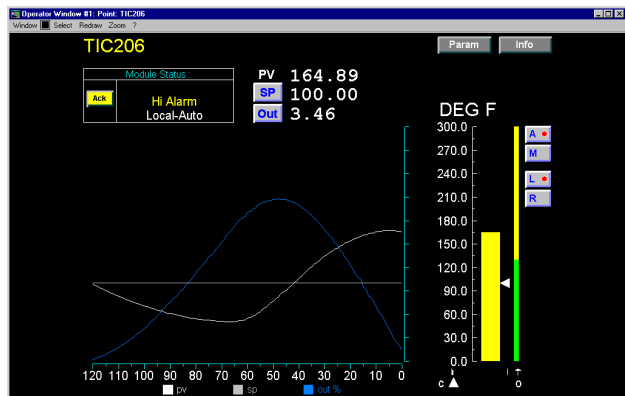 Operator Window #1: Point: TIC206
Window Select Redraw Zoom ?
TIC206
Param Info
Module Status :
Ack
Hi Alarm
Local-Auto
PV 164.89
SP 100.00
Out 3.46
DEG F
300.0
270.0
240.0
210.0
180.0
150.0
120.0
90.0
60.0
30.0
0.0
A
M
L
R
120 110 100 90 80 70 60 50 40 30 20 10 0
pv sp out %
C O